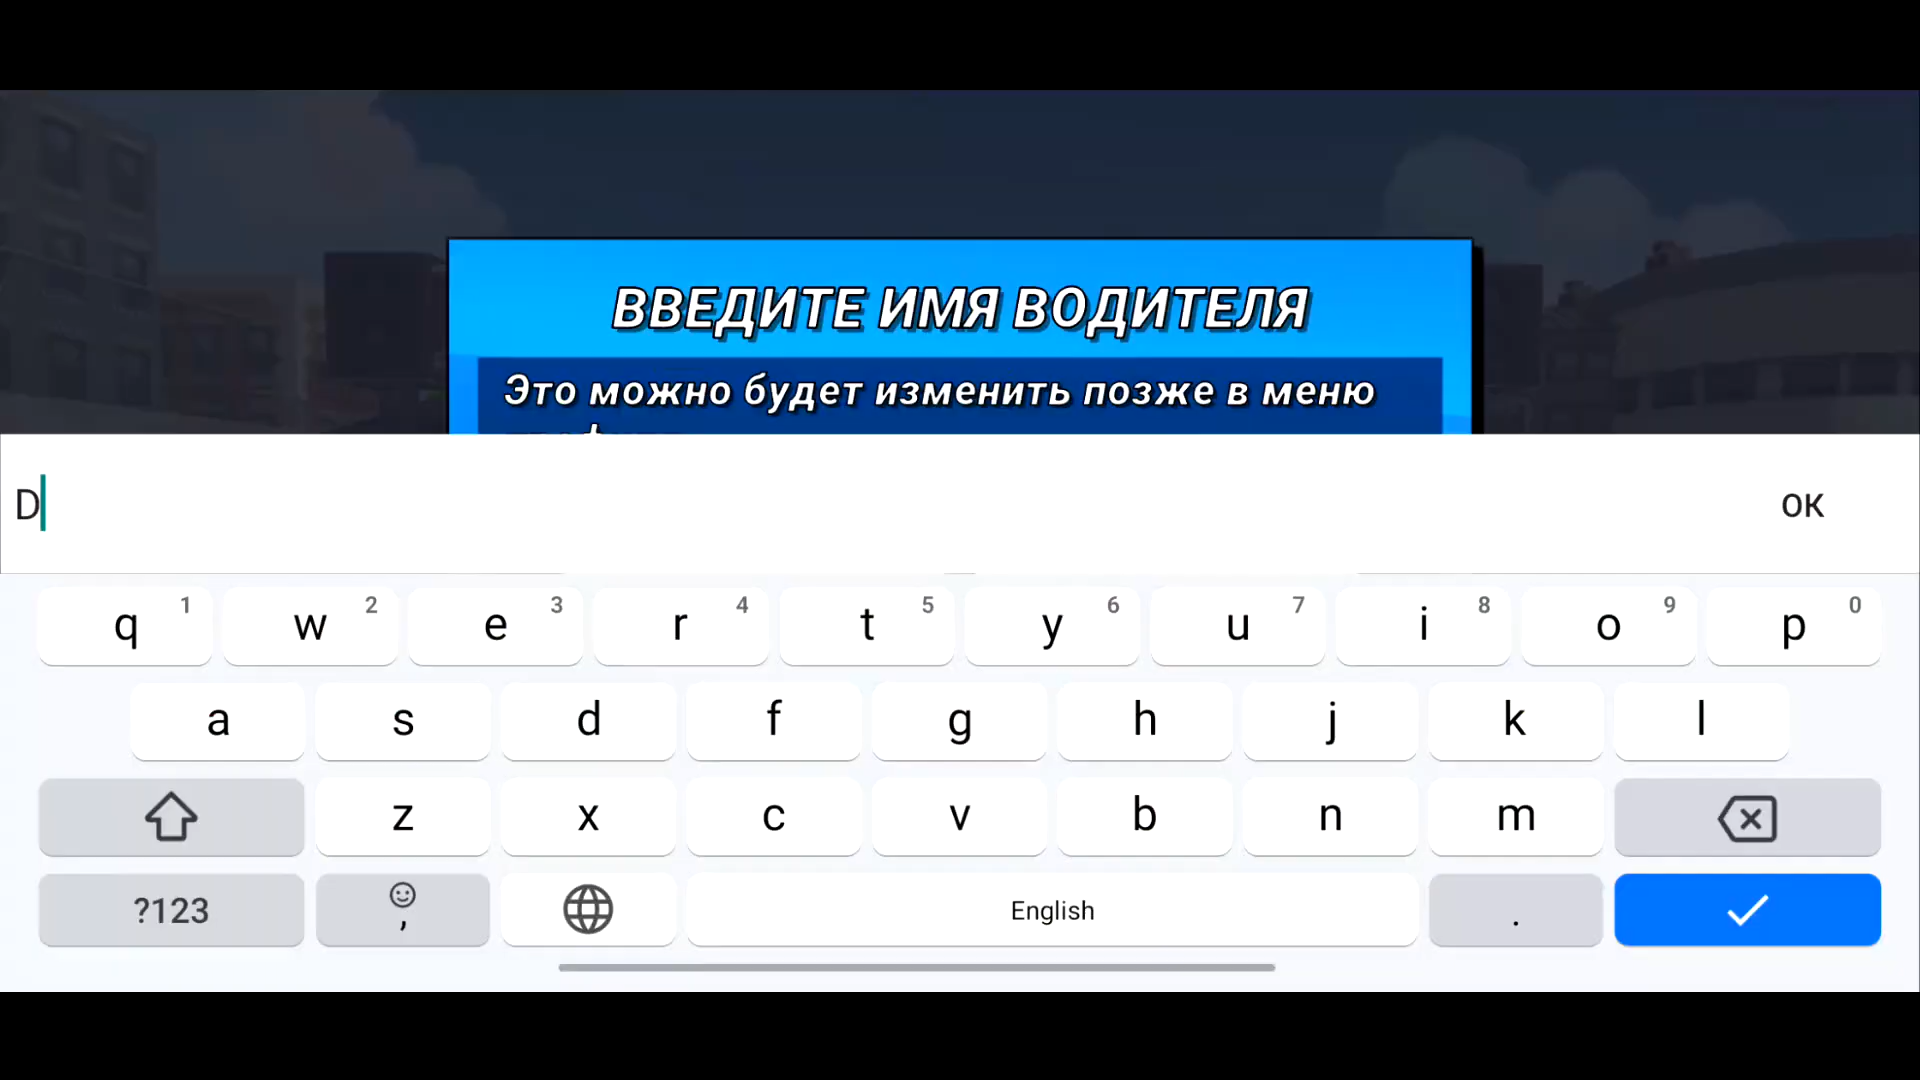 ВВЕДИТЕ ИМЯ ВОДИТЕЛЯ
Это можно будет изменить позже в меню
D
ОК
q 1 w 2 e 3 r 4 t 5 y 6 u 7 i 8 o 9 p 0
a s d f g h j k l
z x c v b n m
?123 , English .